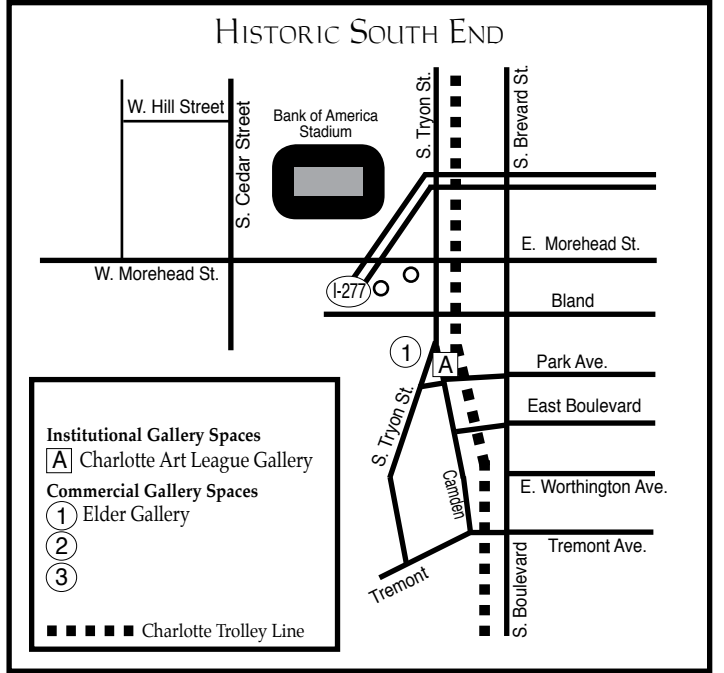 HISTORIC SOUTH END
W. Hill Street
S. Cedar Street
Bank of America
Stadium
S. Tryon St.
S. Brevard St.
E. Morehead St.
W. Morehead St.
I-277
Bland
1
A
Park Ave.
East Boulevard
S. Tryon St.
Camden
E. Worthington Ave.
Tremont Ave.
Tremont
S. Boulevard
Institutional Gallery Spaces
A Charlotte Art League Gallery
Commercial Gallery Spaces
1 Elder Gallery
2
3
Charlotte Trolley Line